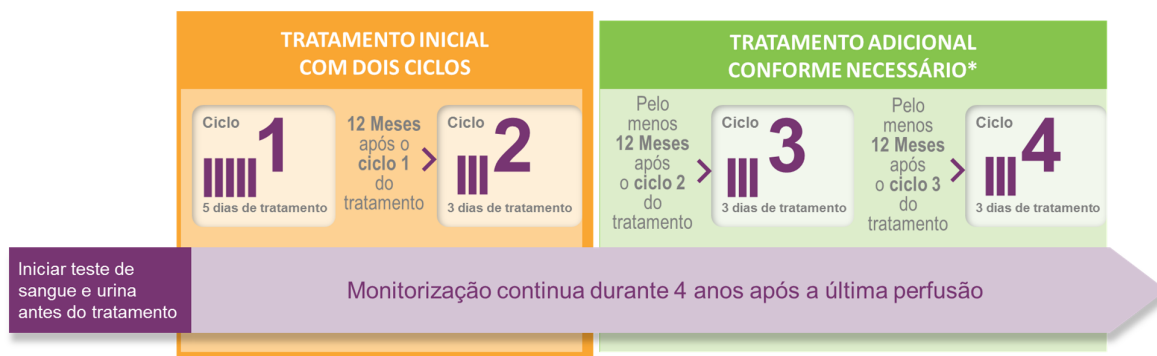 TRATAMENTO INICIAL
COM DOIS CICLOS
Ciclo
1
5 dias de tratamento
12 Meses
após o
ciclo 1
do
tratamento
Ciclo
2
3 dias de tratamento
TRATAMENTO ADICIONAL
CONFORME NECESSÁRIO*
Pelo
menos
12 Meses
após
o ciclo 2
do
tratamento
Ciclo
3
3 dias de tratamento
Pelo
menos
12 Meses
após
o ciclo 3
do
tratamento
Ciclo
4
3 dias de tratamento
Iniciar teste de
sangue e urina
antes do tratamento
Monitorização continua durante 4 anos após a última perfusão